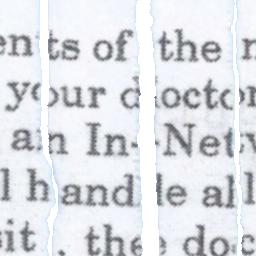 ents of the
your doctor
an In-Netw
l handle all
sit, the doc